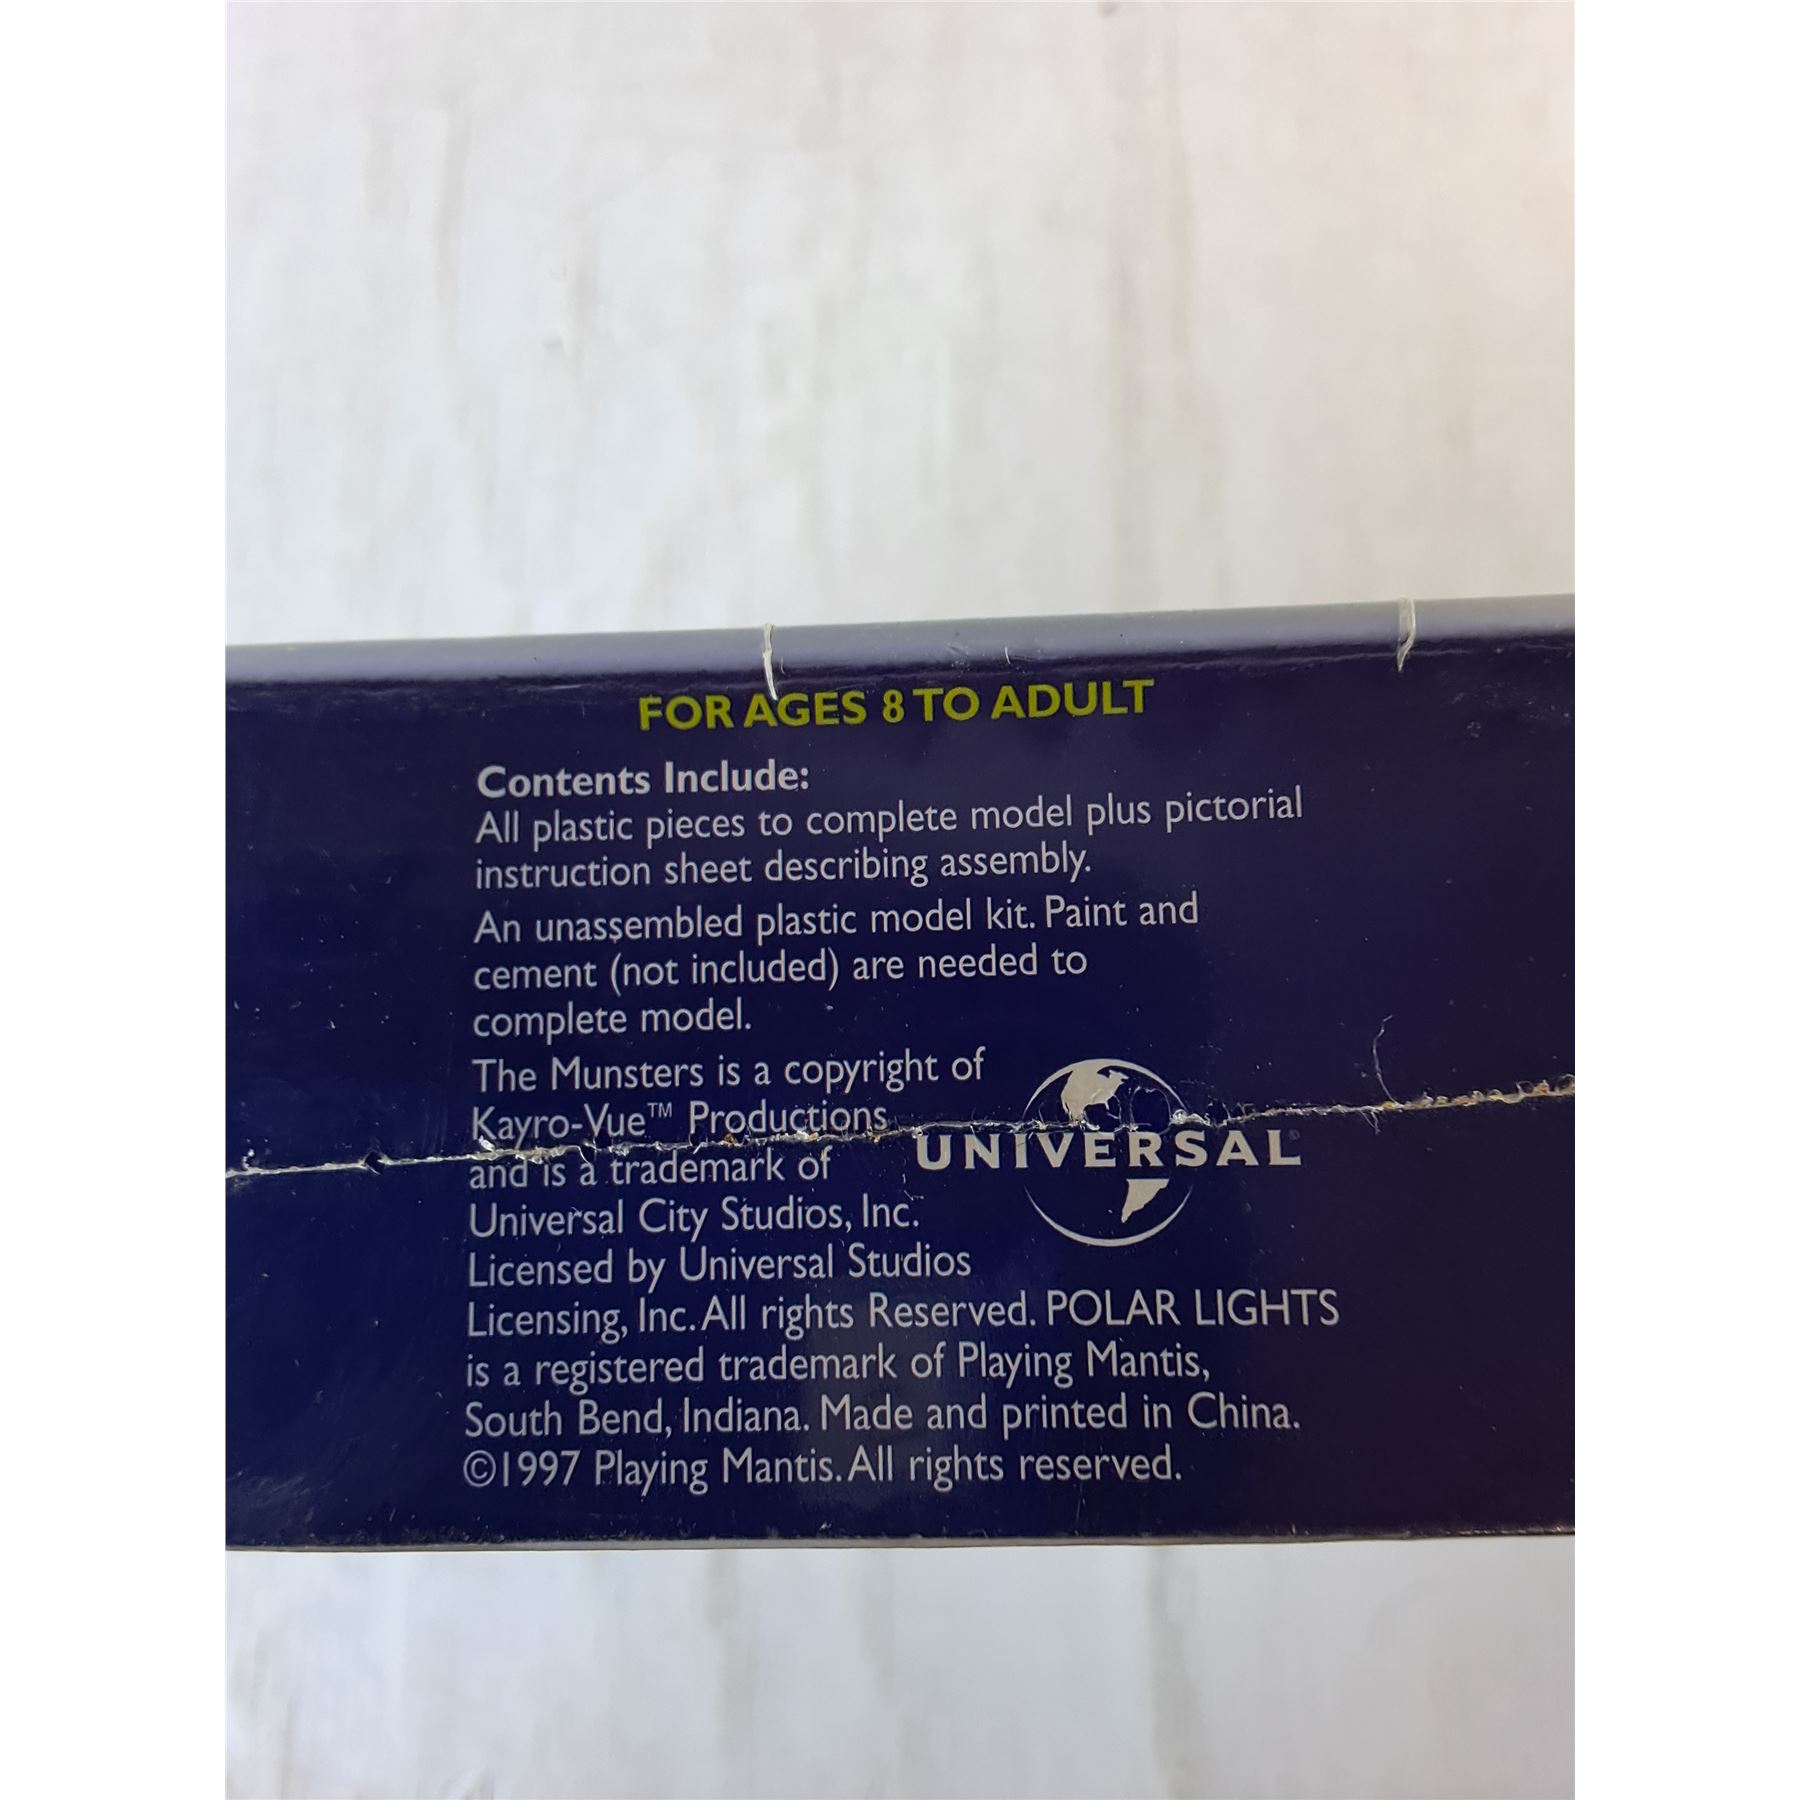 FOR AGES 8 TO ADULT
Contents Include:
All plastic pieces to complete model plus pictorial
instruction sheet describing assembly.
An unassembled plastic model kit. Paint and
cement (not included) are needed to
complete model.
The Munsters is a copyright of
Kayro-Vue™ Productions
and is a trademark of
Universal City Studios, Inc.
Licensed by Universal Studios
Licensing, Inc. All rights Reserved. POLAR LIGHTS
is a registered trademark of Playing Mantis,
South Bend, Indiana. Made and printed in China.
©1997 Playing Mantis. All rights reserved.
UNIVERSAL®